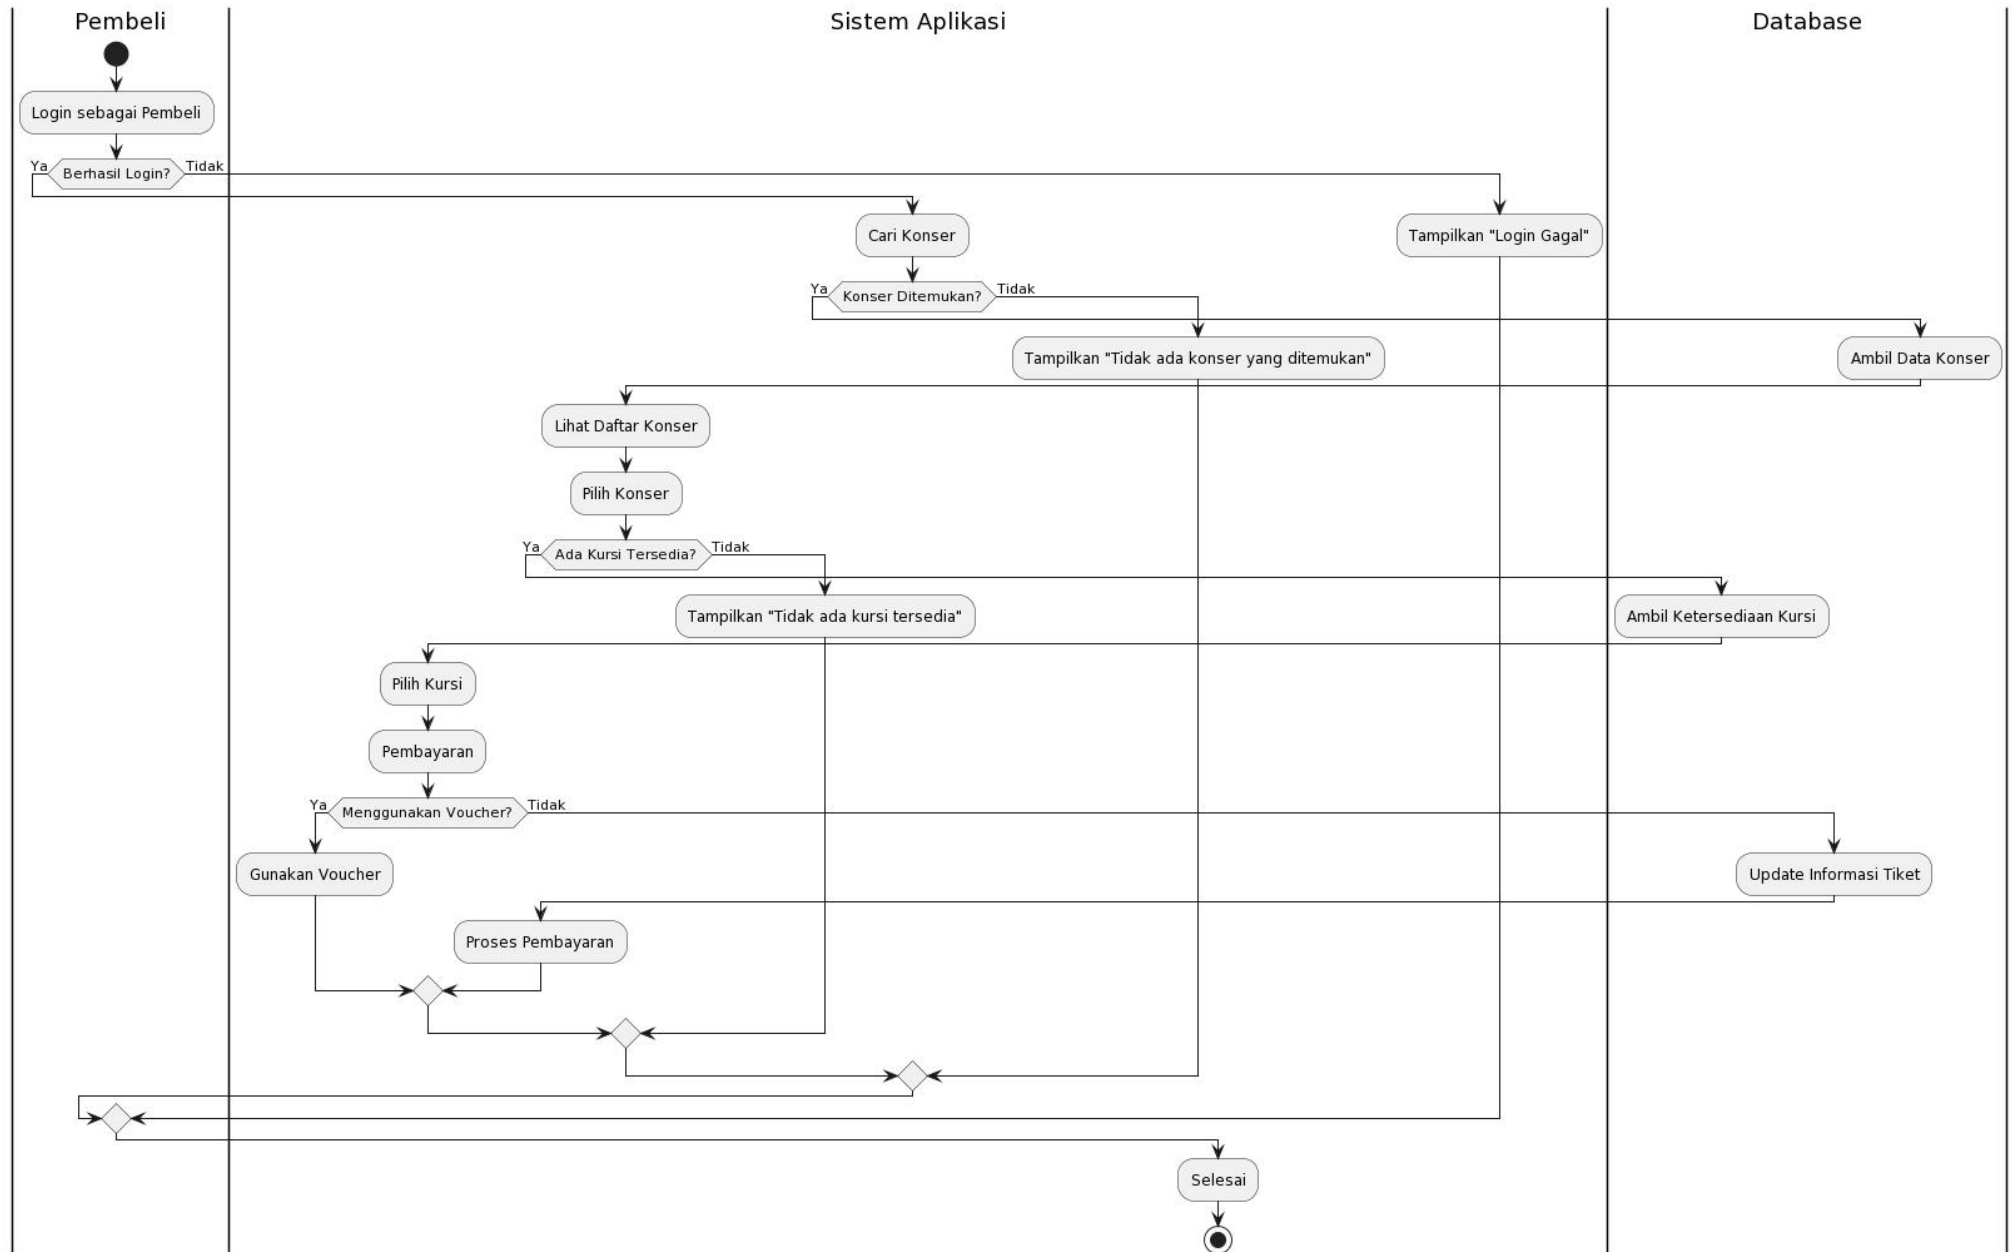 Pembeli
Sistem Aplikasi
Database
Login sebagai Pembeli
Ya
Berhasil Login?
Tidak
Cari Konser
Tampilkan "Login Gagal"
Ya
Konser Ditemukan?
Tidak
Tampilkan "Tidak ada konser yang ditemukan"
Ambil Data Konser
Lihat Daftar Konser
Pilih Konser
Ya
Ada Kursi Tersedia?
Tidak
Tampilkan "Tidak ada kursi tersedia"
Ambil Ketersediaan Kursi
Pilih Kursi
Pembayaran
Ya
Menggunakan Voucher?
Tidak
Gunakan Voucher
Update Informasi Tiket
Proses Pembayaran
Selesai